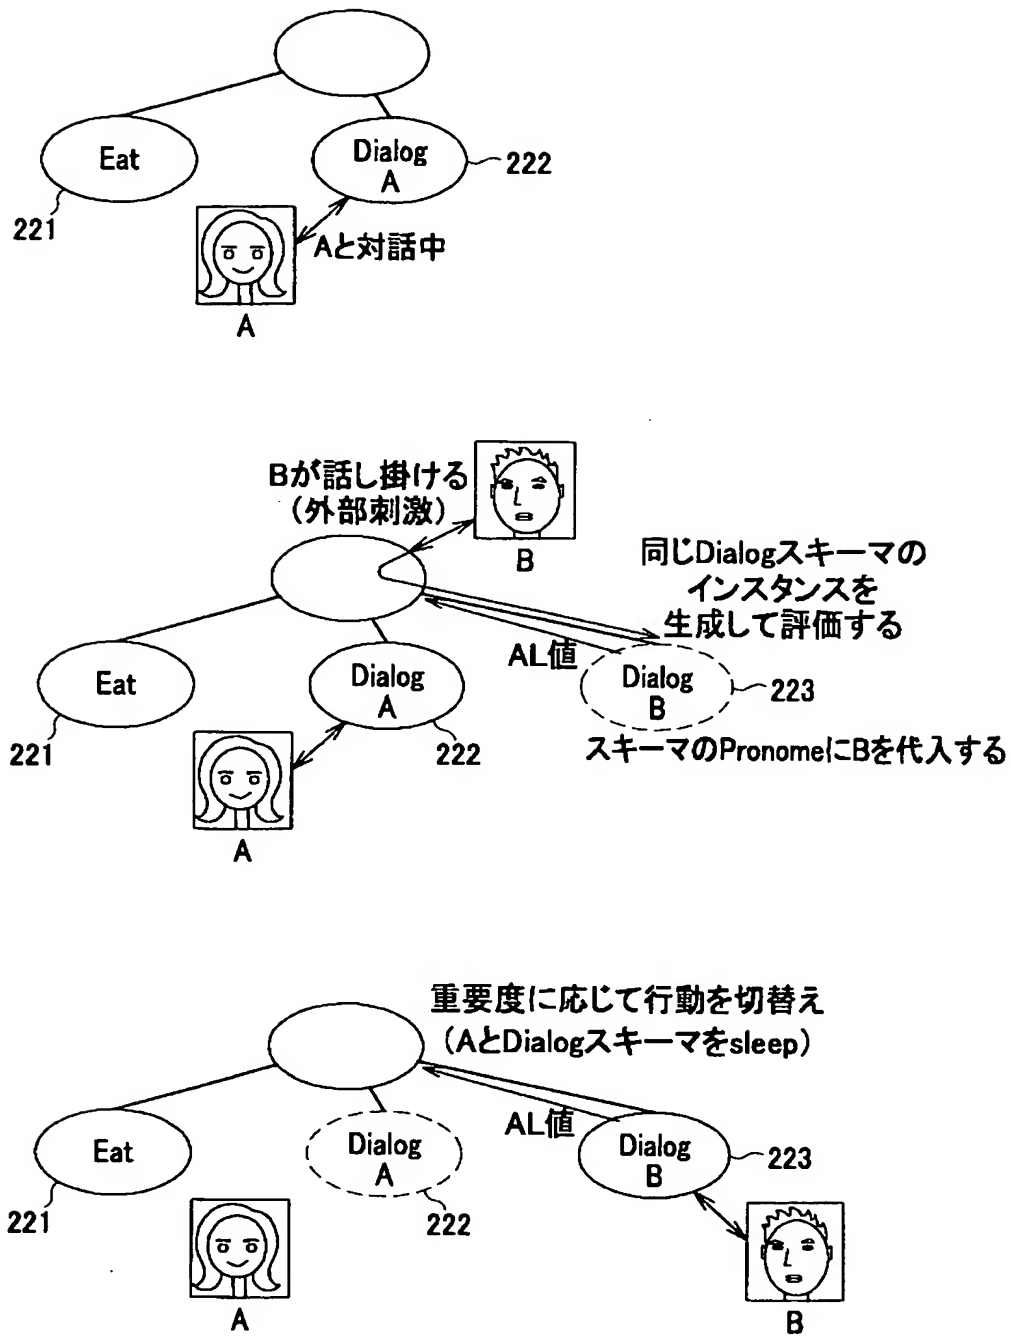 Eat
Dialog
A
222
221
Aと対話中
A
Bが話し掛ける
(外部刺激)
B
同じDialogスキーマの
インスタンスを
生成して評価する
AL値
Eat
Dialog
A
Dialog
B
223
221
222
スキーマのPronomeにBを代入する
A
重要度に応じて行動を切替え
(AとDialogスキーマをsleep)
AL値
Eat
Dialog
A
Dialog
B
223
221
222
A
B